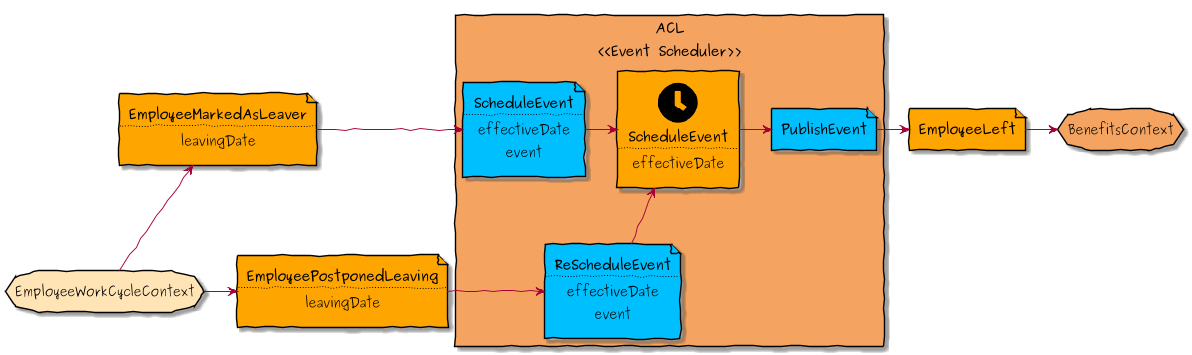 ACL
<<Event Scheduler>>
EmployeeMarkedAsLeaver
leavingDate
ScheduleEvent
effectiveDate
event
ScheduleEvent
effectiveDate
PublishEvent
EmployeeLeft
BenefitsContext
EmployeeWorkCycleContext
EmployeePostponedLeaving
leavingDate
ReScheduleEvent
effectiveDate
event